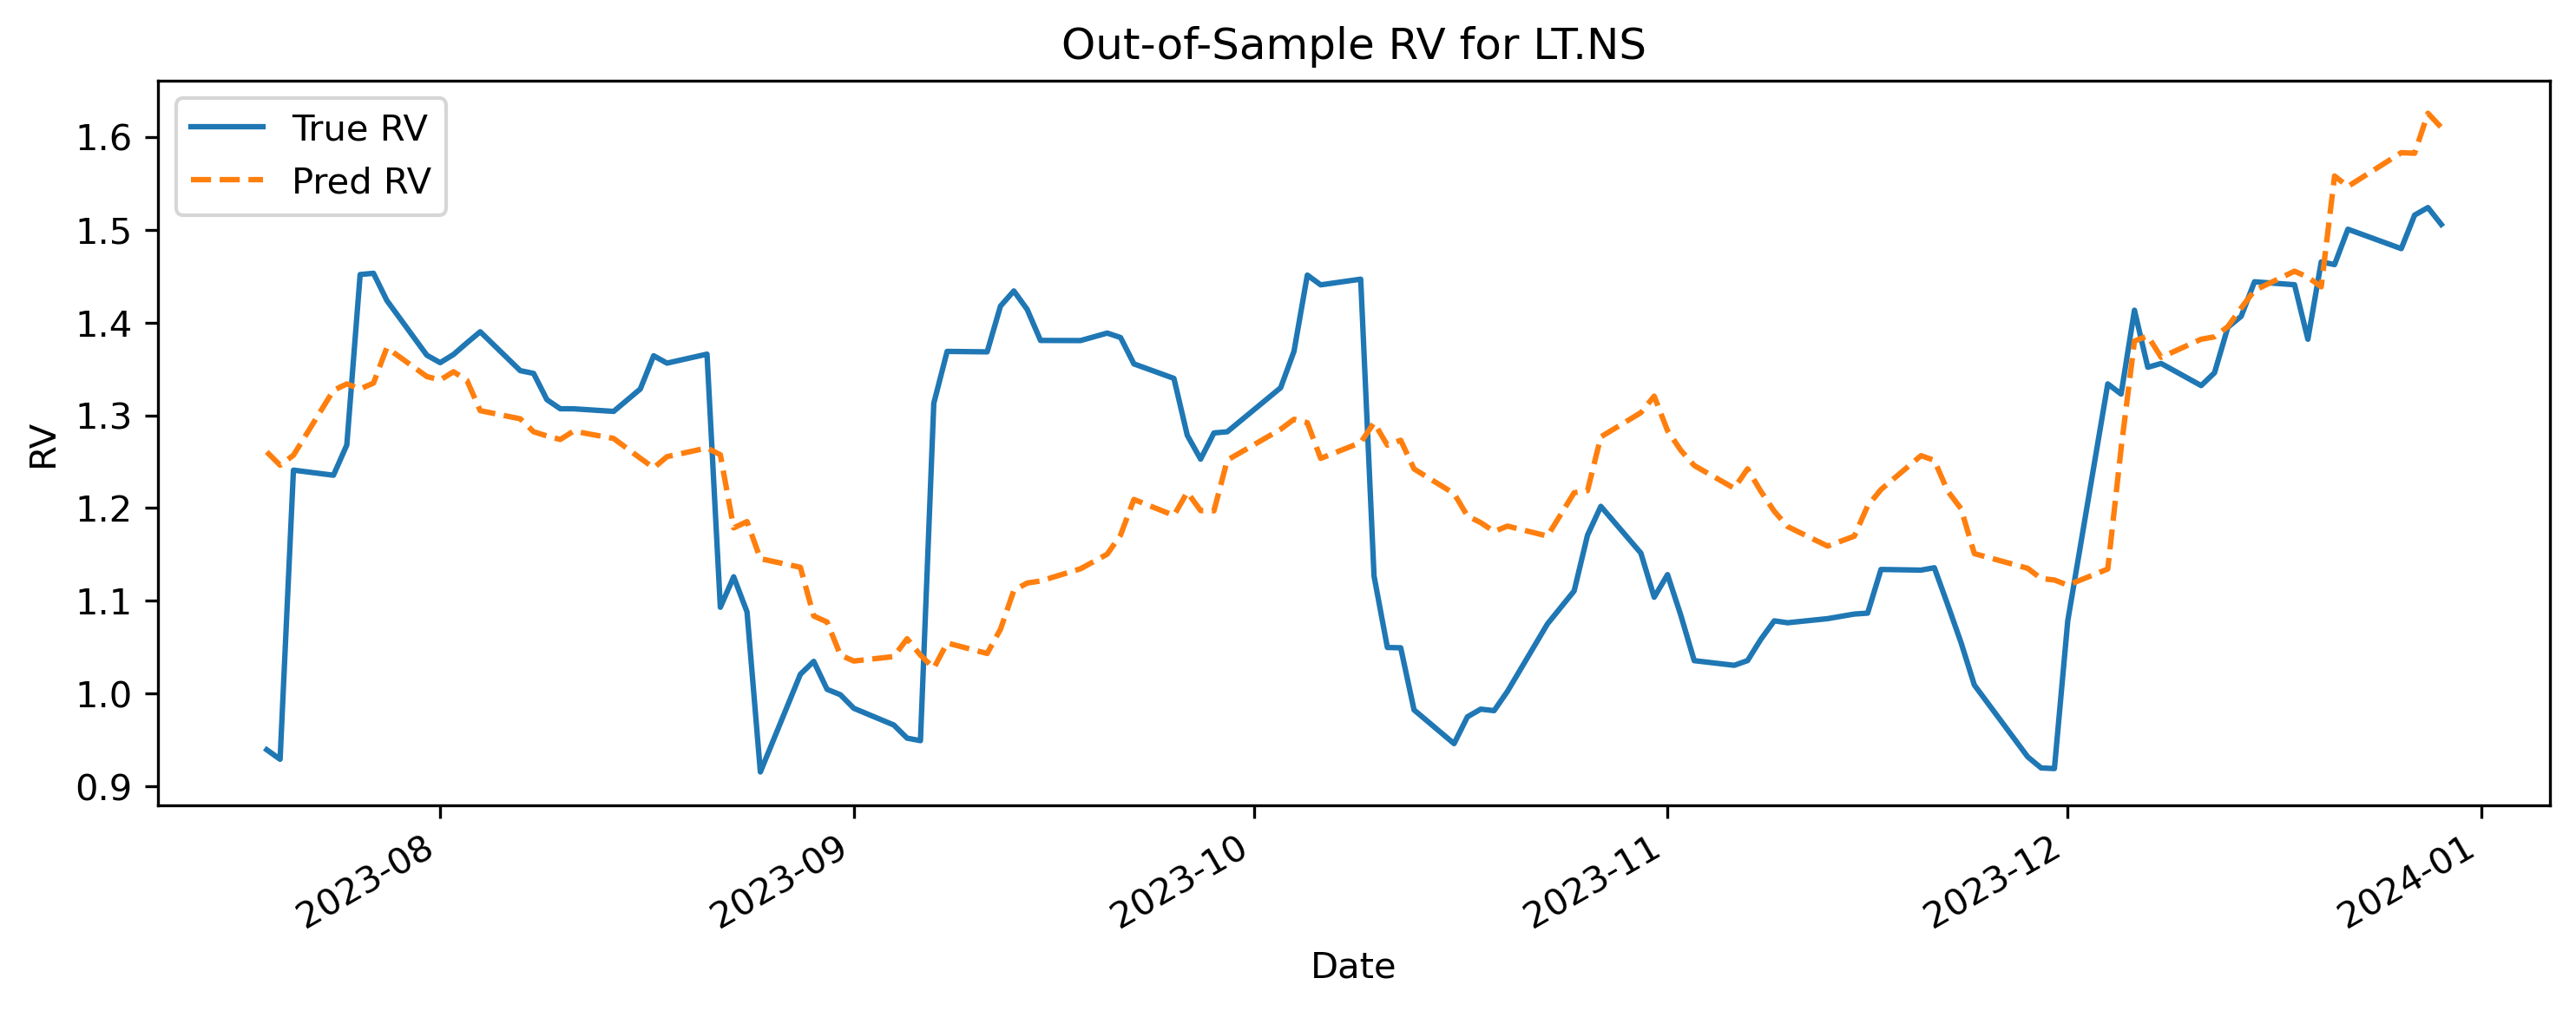 Out-of-Sample RV for LT.NS
True RV
Pred RV
1.6
1.5
1.4
1.3
1.2
1.1
1.0
0.9
RV
2023-08
2023-09
2023-10
2023-11
2023-12
2024-01
Date